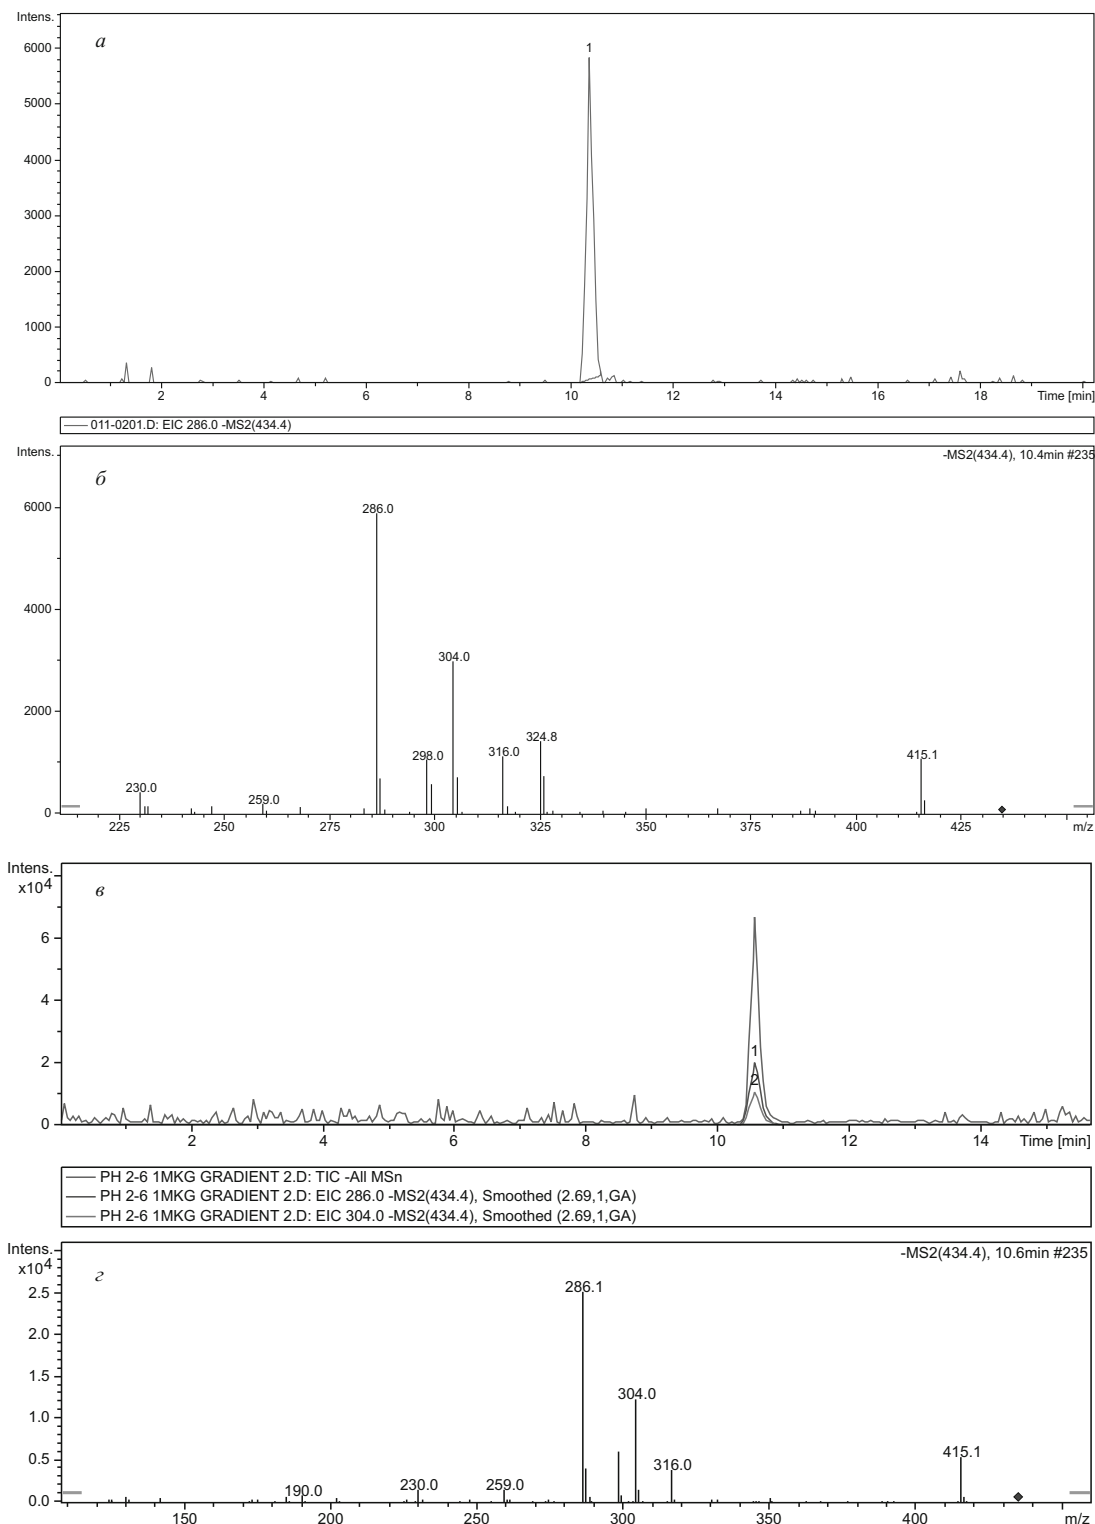 Intens.
а
1
6000
5000
4000
3000
2000
1000
0
2 4 6 8 10 12 14 16 18 Time [min]
011-0201.D: EIC 286.0 -MS2(434.4)
Intens.
-MS2(434.4), 10.4min #235
б
6000
4000
2000
0
286.0
304.0
324.8
316.0
298.0
415.1
230.0
259.0
225 250 275 300 325 350 375 400 425 m/z
Intens.
x10⁴
в
6
4
2
0
1
2
2 4 6 8 10 12 14 Time [min]
PH 2-6 1MKG GRADIENT 2.D: TIC -All MSn
PH 2-6 1MKG GRADIENT 2.D: EIC 286.0 -MS2(434.4), Smoothed (2.69,1,GA)
PH 2-6 1MKG GRADIENT 2.D: EIC 304.0 -MS2(434.4), Smoothed (2.69,1,GA)
Intens.
x10⁴
-MS2(434.4), 10.6min #235
г
2.5
2.0
1.5
1.0
0.5
0.0
286.1
304.0
316.0
415.1
190.0
230.0
259.0
150 200 250 300 350 400 m/z